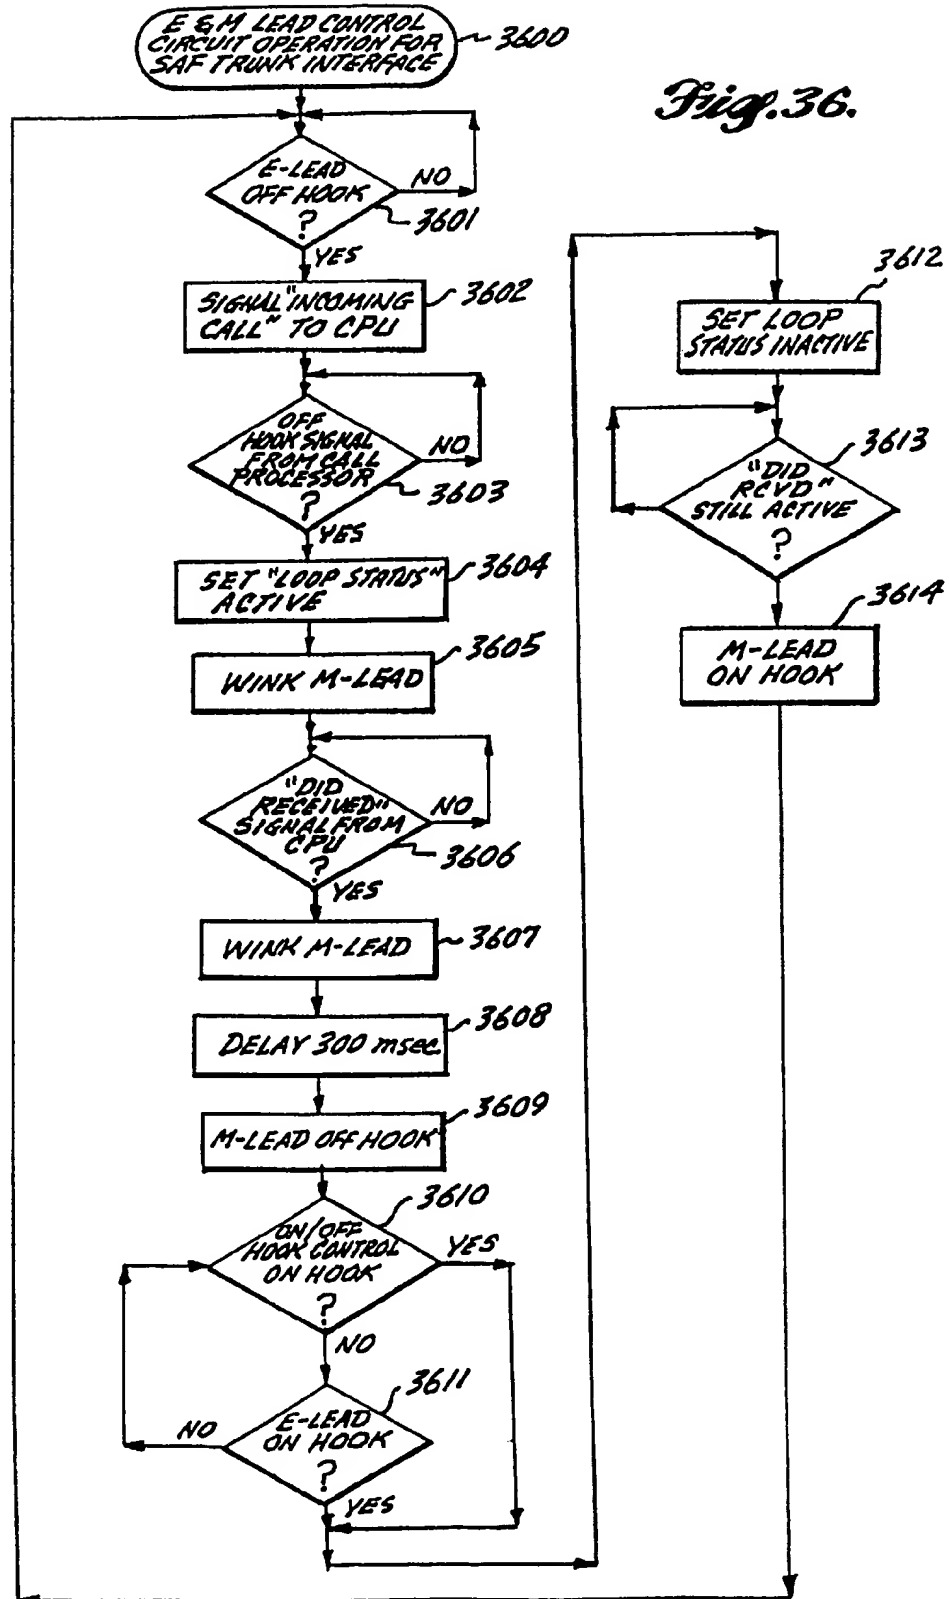 E & M LEAD CONTROL
CIRCUIT OPERATION FOR
SAF TRUNK INTERFACE
3600
Fig. 36.
E-LEAD
OFF HOOK
?
NO
3601
YES
SIGNAL "INCOMING
CALL" TO CPU
3602
OFF
HOOK SIGNAL
FROM CALL
PROCESSOR
?
NO
3603
YES
SET "LOOP STATUS"
ACTIVE
3604
WINK M-LEAD
3605
"DID
RECEIVED"
SIGNAL FROM
CPU
?
NO
3606
YES
WINK M-LEAD
3607
DELAY 300 msec
3608
M-LEAD OFF HOOK
3609
ON/OFF
HOOK CONTROL
ON HOOK
?
3610
YES
NO
E-LEAD
ON HOOK
?
3611
NO
YES
SET LOOP
STATUS INACTIVE
3612
"DID
RCVD"
STILL ACTIVE
?
3613
M-LEAD
ON HOOK
3614